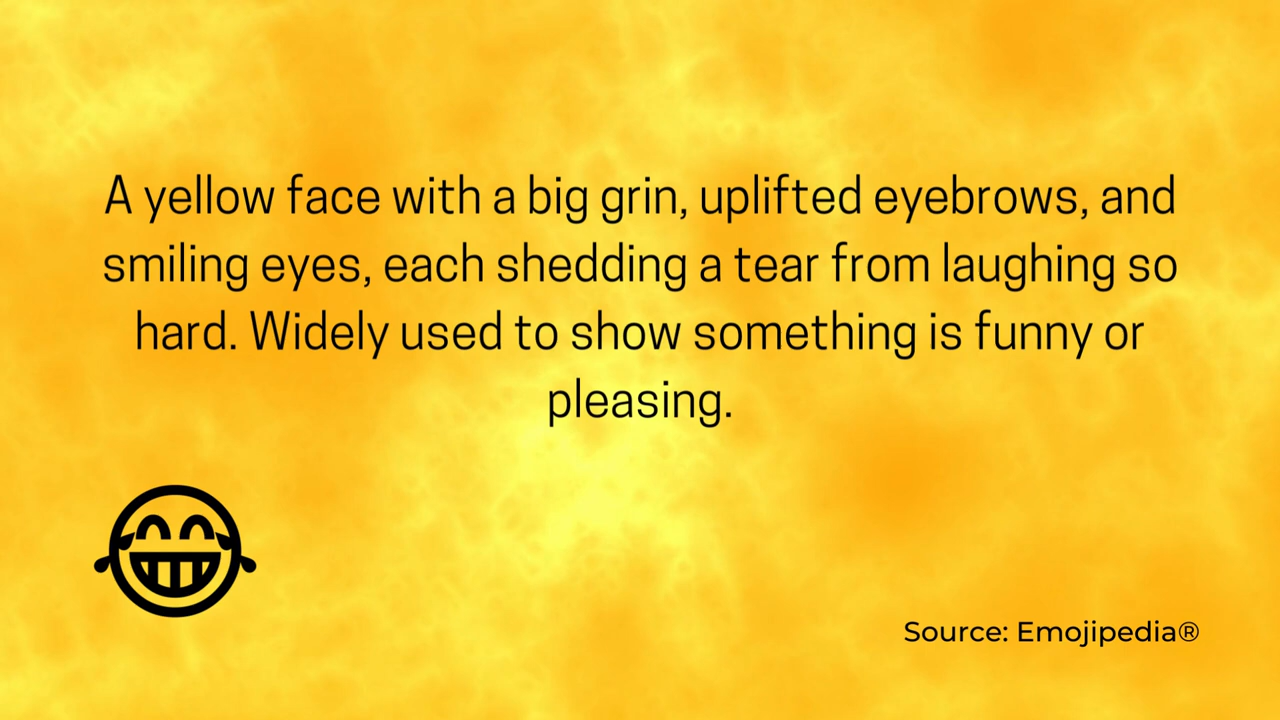 A yellow face with a big grin, uplifted eyebrows, and
smiling eyes, each shedding a tear from laughing so
hard. Widely used to show something is funny or
pleasing.
Source: Emojipedia®